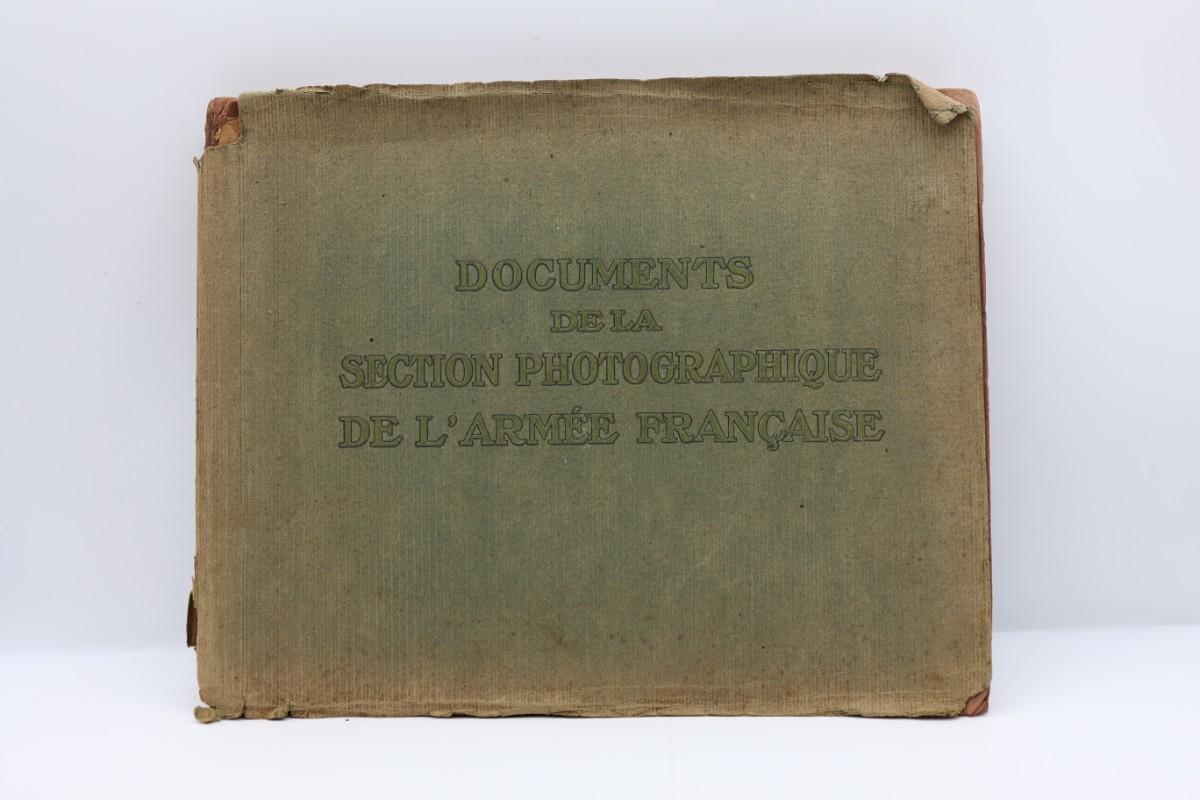 DOCUMENTS
DE LA
SECTION PHOTOGRAPHIQUE
DE L'ARMÉE FRANÇAISE